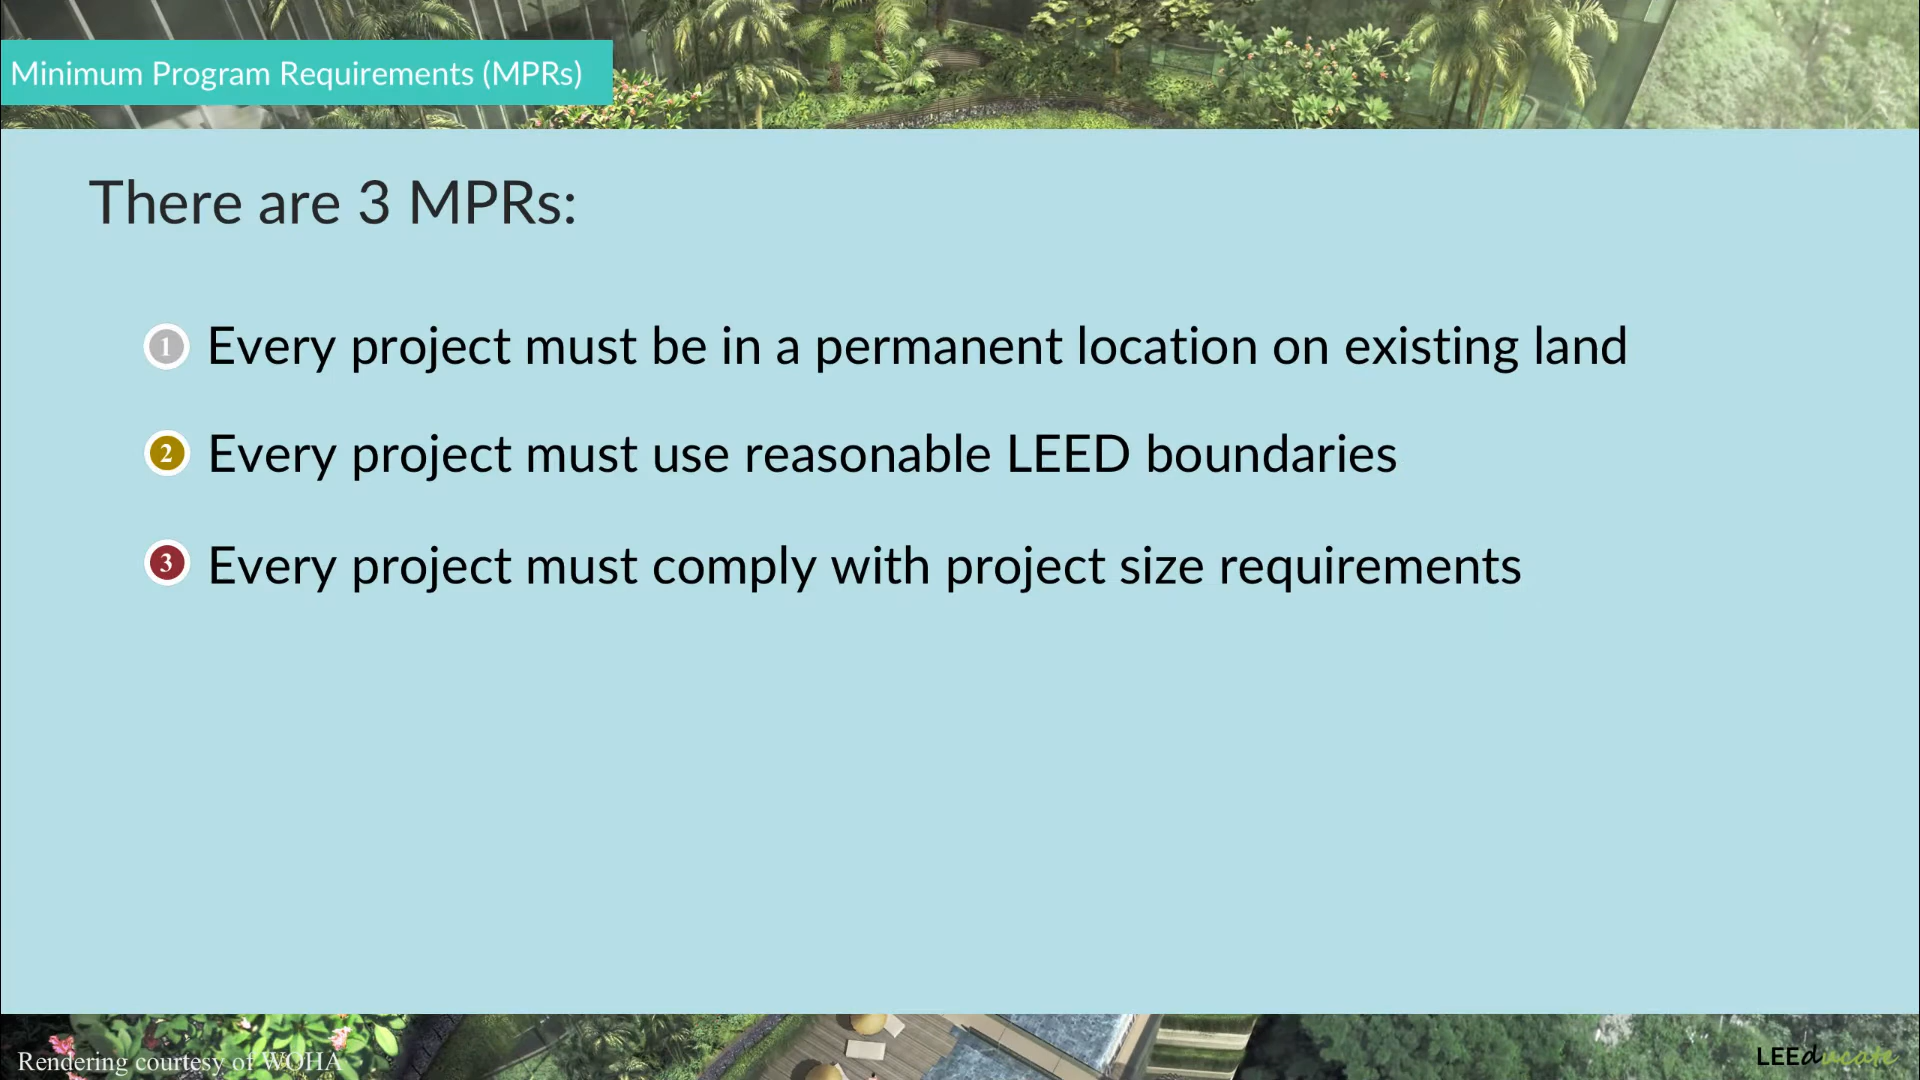 Minimum Program Requirements (MPRs)
There are 3 MPRs:
1 Every project must be in a permanent location on existing land
2 Every project must use reasonable LEED boundaries
3 Every project must comply with project size requirements
Rendering courtesy of WOHA
LEEducate